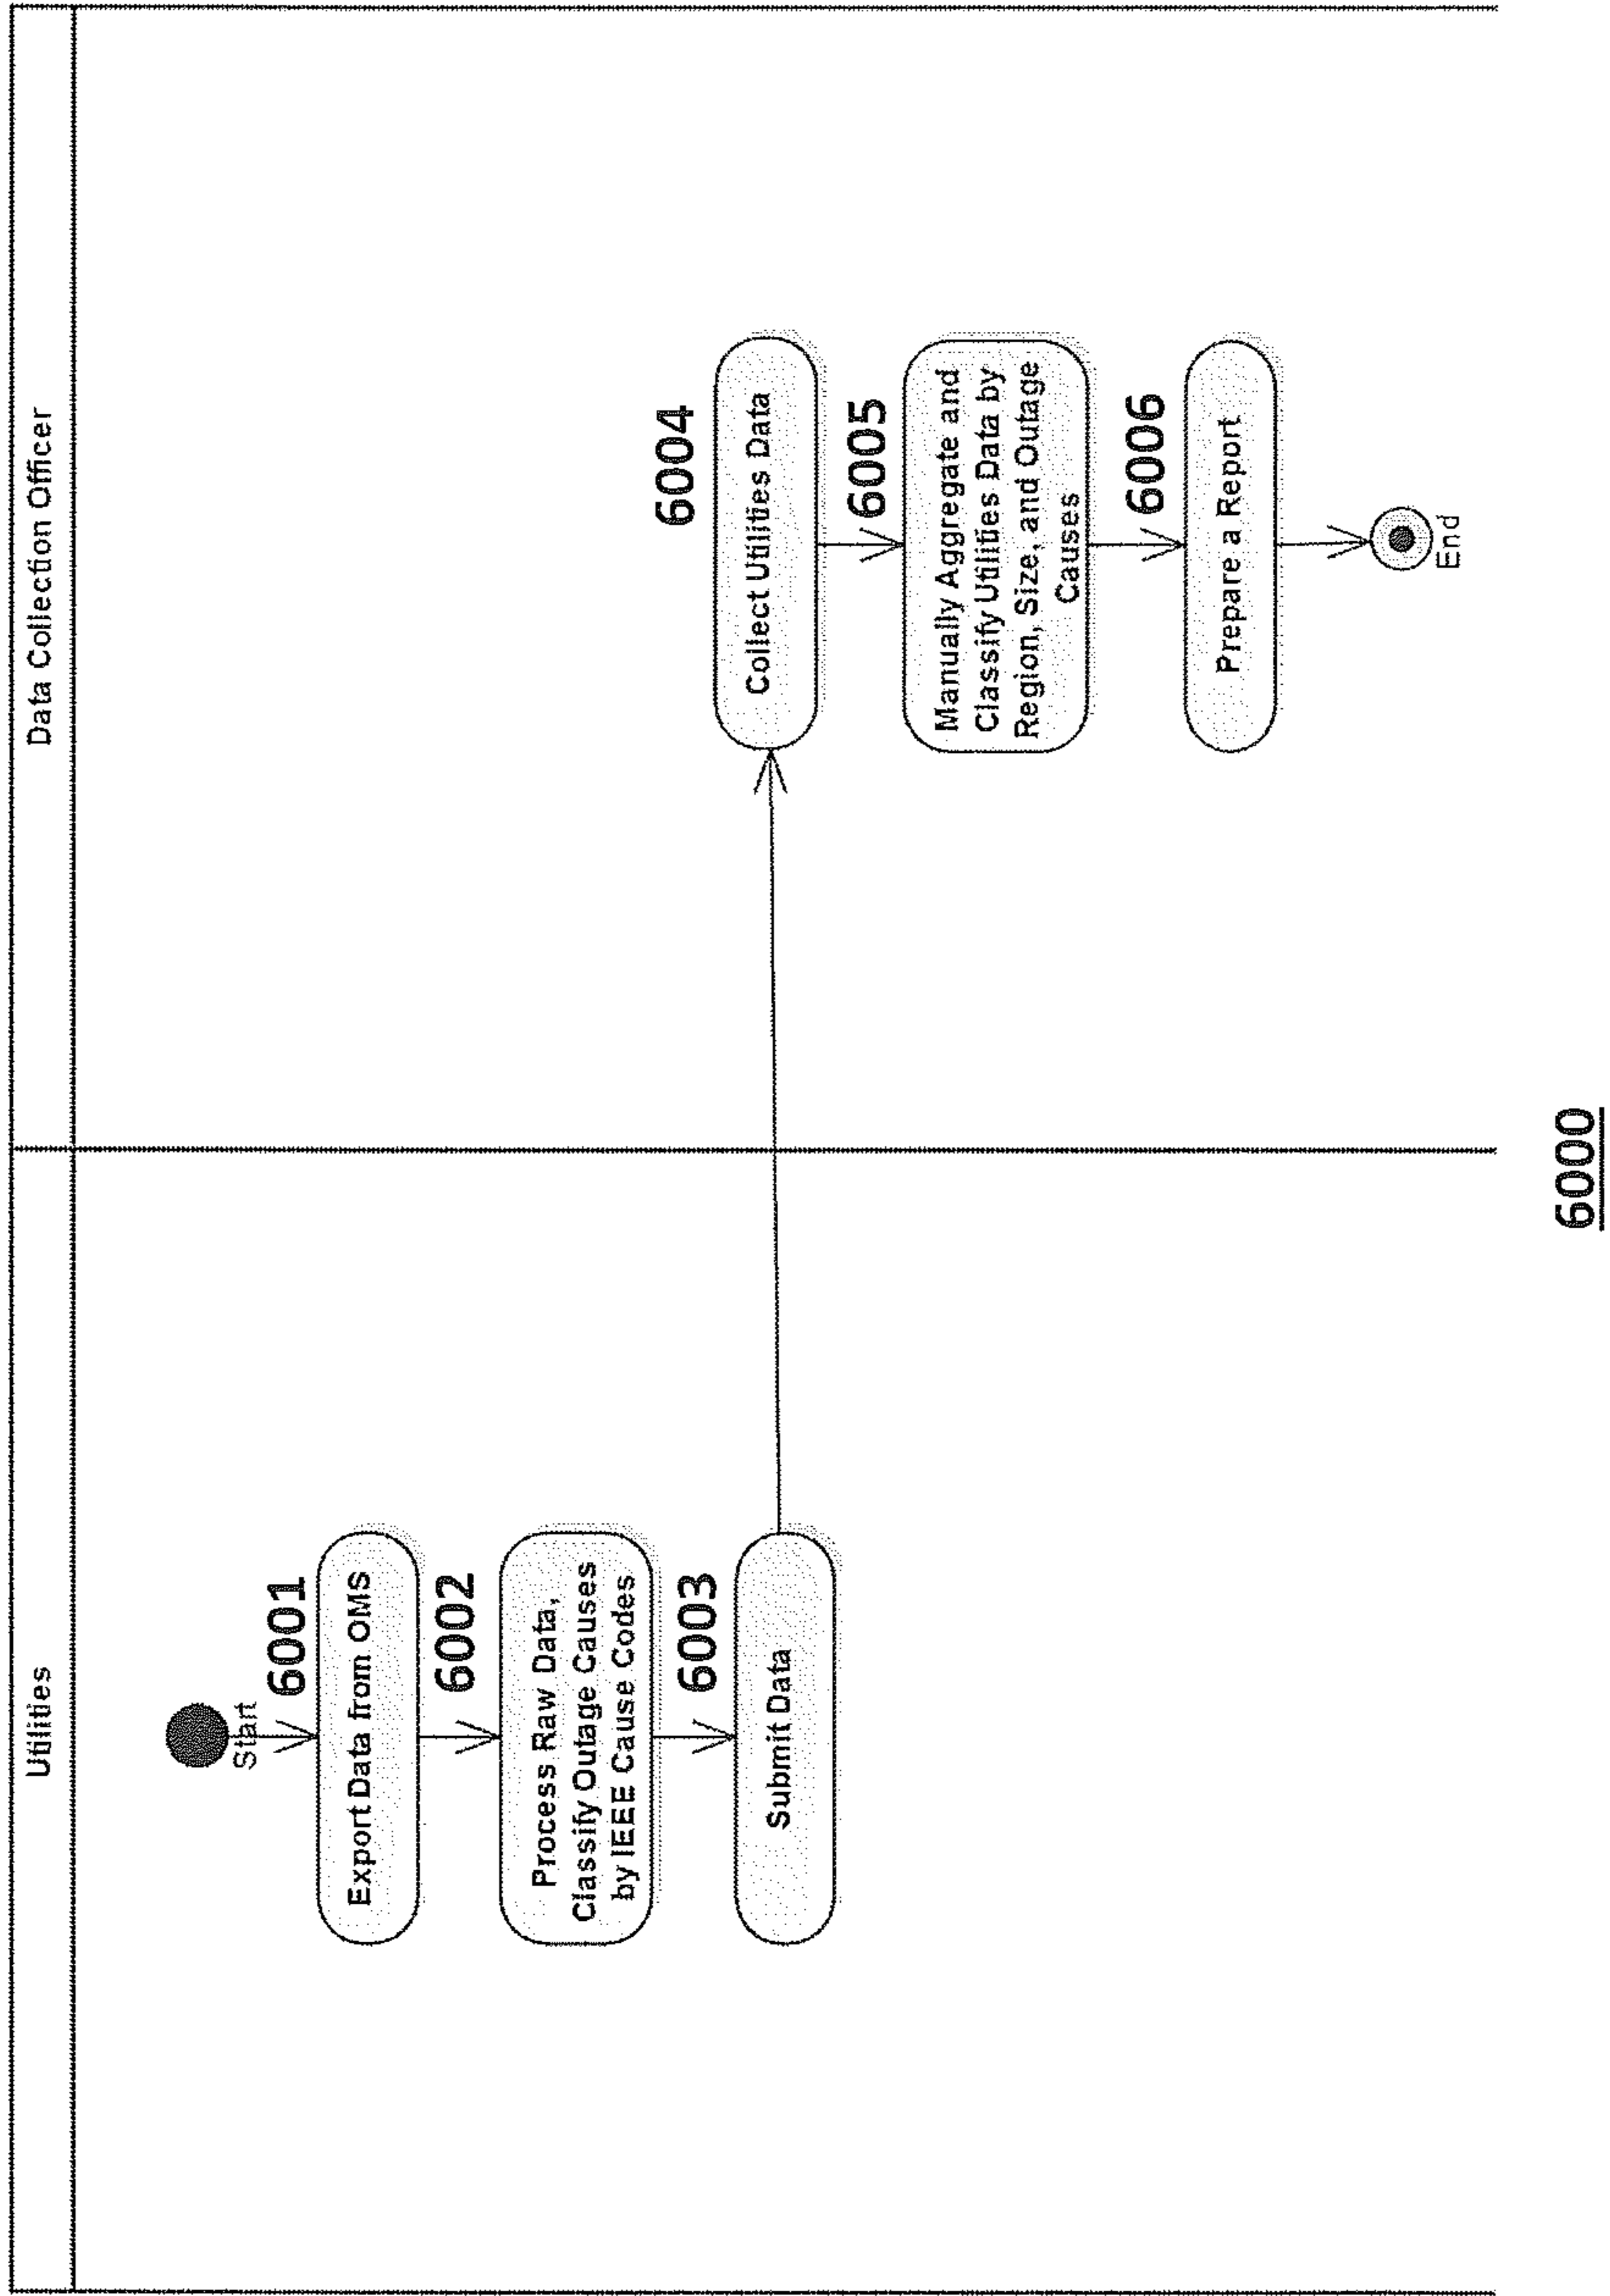 Utilities
Data Collection Officer
Start
6001
Export Data from OMS
6002
Process Raw Data,
Classify Outage Causes
by IEEE Cause Codes
6003
Submit Data
6004
Collect Utilities Data
6005
Manually Aggregate and
Classify Utilities Data by
Region, Size, and Outage
Causes
6006
Prepare a Report
End
6000